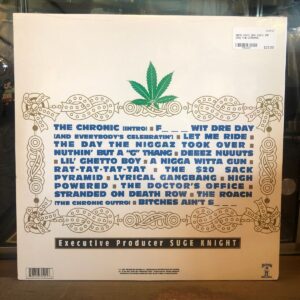 THE CHRONIC (INTRO) F_ _ _ WIT DRE DAY
(AND EVERYBODY'S CELEBRATIN') LET ME RIDE
THE DAY THE NIGGAZ TOOK OVER
NUTHIN' BUT A "G" THANG DEEEZ NUUUTS
LIL' GHETTO BOY A NIGGA WITTA GUN
RAT-TAT-TAT-TAT THE $20 SACK
PYRAMID LYRICAL GANGBANG HIGH
POWERED THE DOCTOR'S OFFICE
STRANDED ON DEATH ROW THE ROACH
(THE CHRONIC OUTRO) BITCHES AIN'T S_ _ _
Executive Producer SUGE KNIGHT